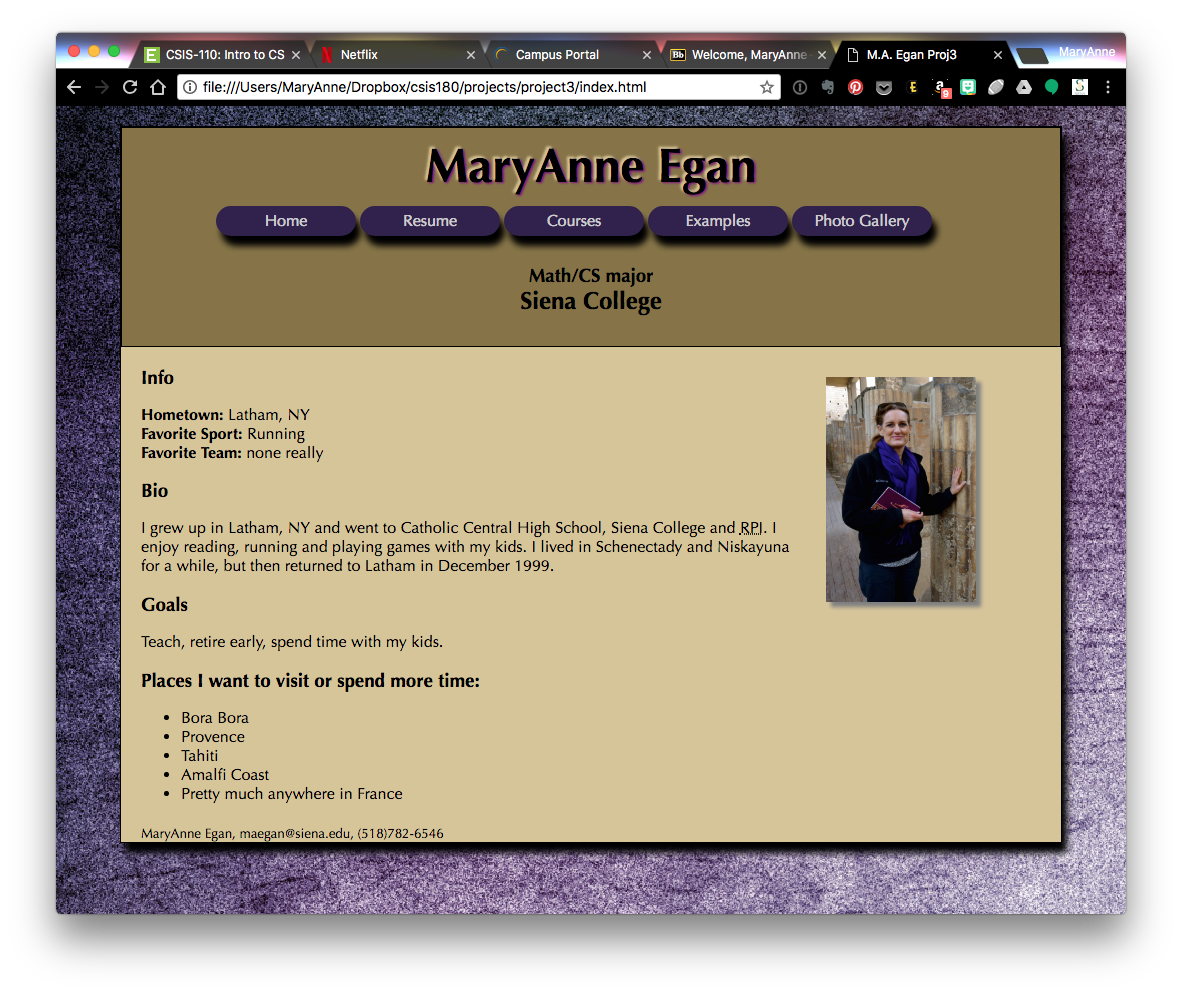 CSIS-110: Intro to CS
Netflix
Campus Portal
Bb Welcome, MaryAnne
M.A. Egan Proj3
MaryAnne
file:///Users/MaryAnne/Dropbox/csis180/projects/project3/index.html
9
MaryAnne Egan
Home Resume Courses Examples Photo Gallery
Math/CS major
Siena College
Info
Hometown: Latham, NY
Favorite Sport: Running
Favorite Team: none really
Bio
I grew up in Latham, NY and went to Catholic Central High School, Siena College and RPI. I
enjoy reading, running and playing games with my kids. I lived in Schenectady and Niskayuna
for a while, but then returned to Latham in December 1999.
Goals
Teach, retire early, spend time with my kids.
Places I want to visit or spend more time:
• Bora Bora
• Provence
• Tahiti
• Amalfi Coast
• Pretty much anywhere in France
MaryAnne Egan, maegan@siena.edu, (518)782-6546